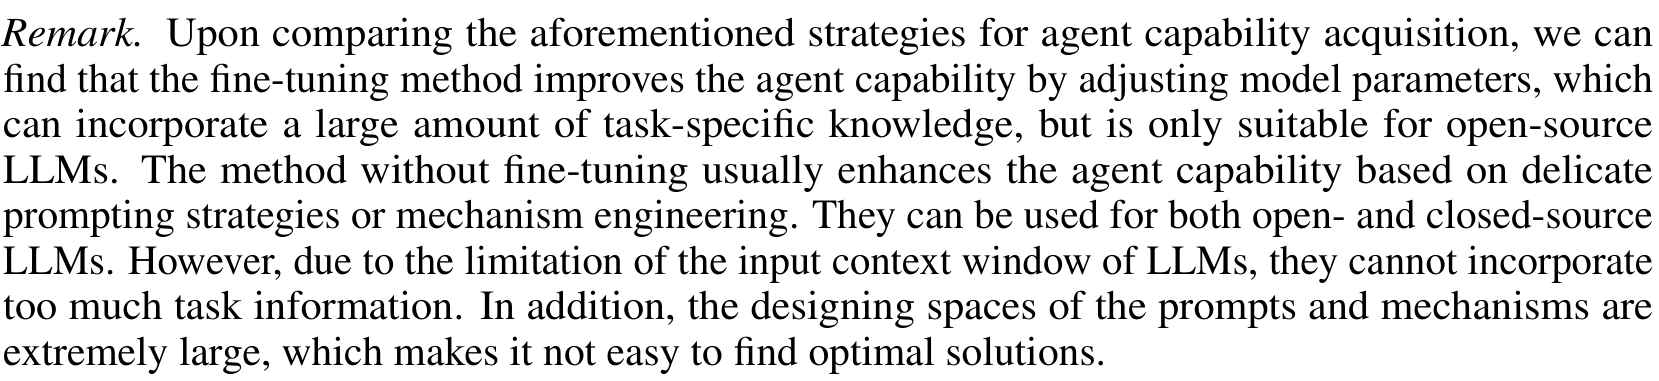 Remark. Upon comparing the aforementioned strategies for agent capability acquisition, we can
find that the fine-tuning method improves the agent capability by adjusting model parameters, which
can incorporate a large amount of task-specific knowledge, but is only suitable for open-source
LLMs. The method without fine-tuning usually enhances the agent capability based on delicate
prompting strategies or mechanism engineering. They can be used for both open- and closed-source
LLMs. However, due to the limitation of the input context window of LLMs, they cannot incorporate
too much task information. In addition, the designing spaces of the prompts and mechanisms are
extremely large, which makes it not easy to find optimal solutions.